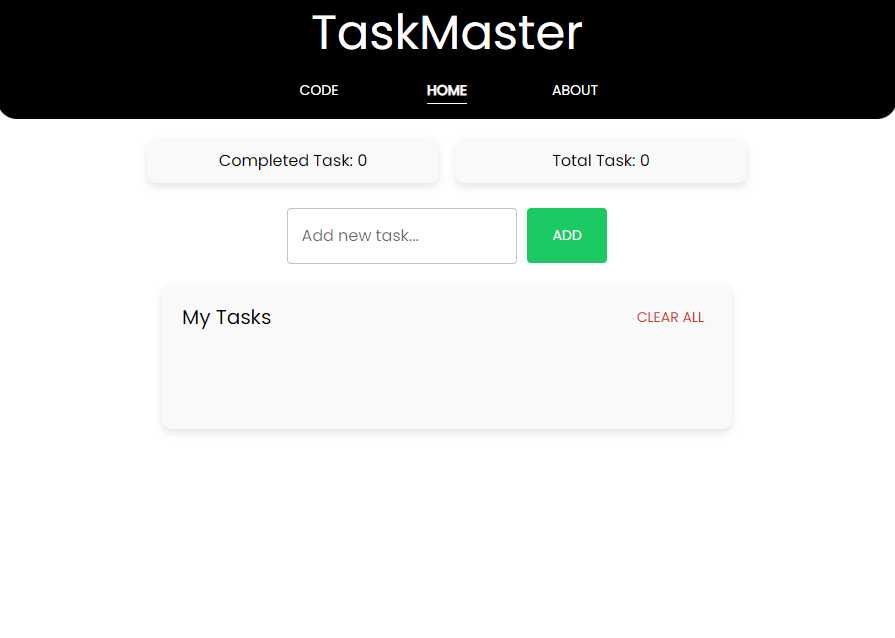 TaskMaster
CODE HOME ABOUT
Completed Task: 0 Total Task: 0
Add new task... ADD
My Tasks CLEAR ALL